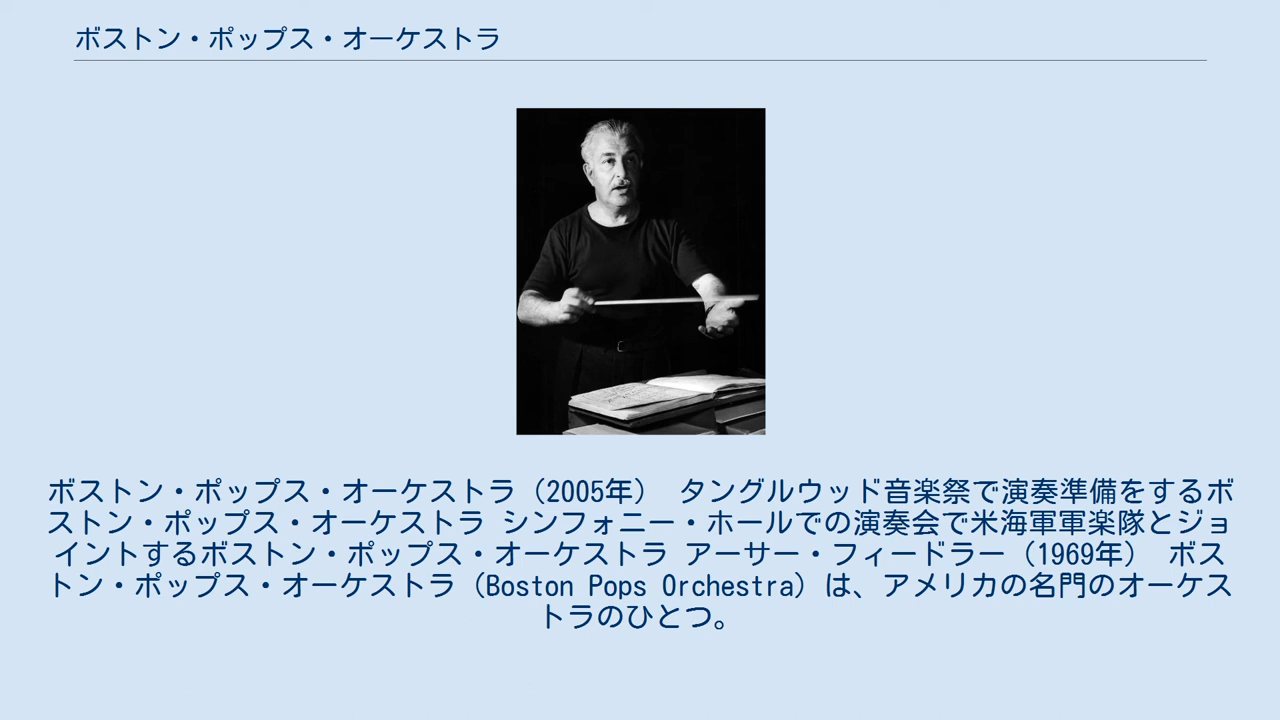 ボストン・ポップス・オーケストラ
ボストン・ポップス・オーケストラ（2005年） タングルウッド音楽祭で演奏準備をするボ
ストン・ポップス・オーケストラ シンフォニー・ホールでの演奏会で米海軍軍楽隊とジョ
イントするボストン・ポップス・オーケストラ アーサー・フィードラー（1969年） ボス
トン・ポップス・オーケストラ（Boston Pops Orchestra）は、アメリカの名門のオーケス
トラのひとつ。